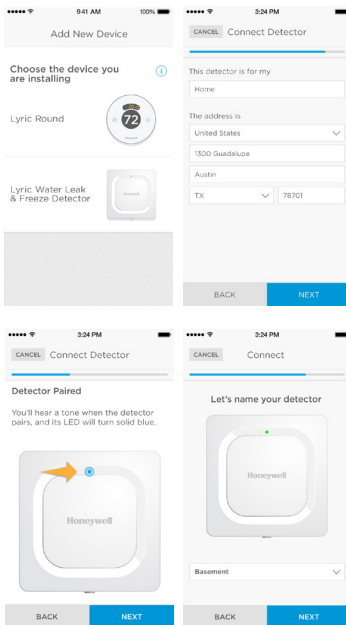 9:41 AM
100%
Add New Device
Choose the device you
are installing
i
Lyric Round
72
Lyric Water Leak
& Freeze Detector
Honeywell
3:24 PM
CANCEL
Connect Detector
This detector is for my
Home
The address is
United States
1300 Guadalupe
Austin
TX
78701
BACK
NEXT
3:24 PM
CANCEL
Connect Detector
Detector Paired
You'll hear a tone when the detector
pairs, and its LED will turn solid blue.
Honeywell
BACK
NEXT
3:24 PM
CANCEL
Connect
Let's name your detector
Honeywell
Basement
BACK
NEXT